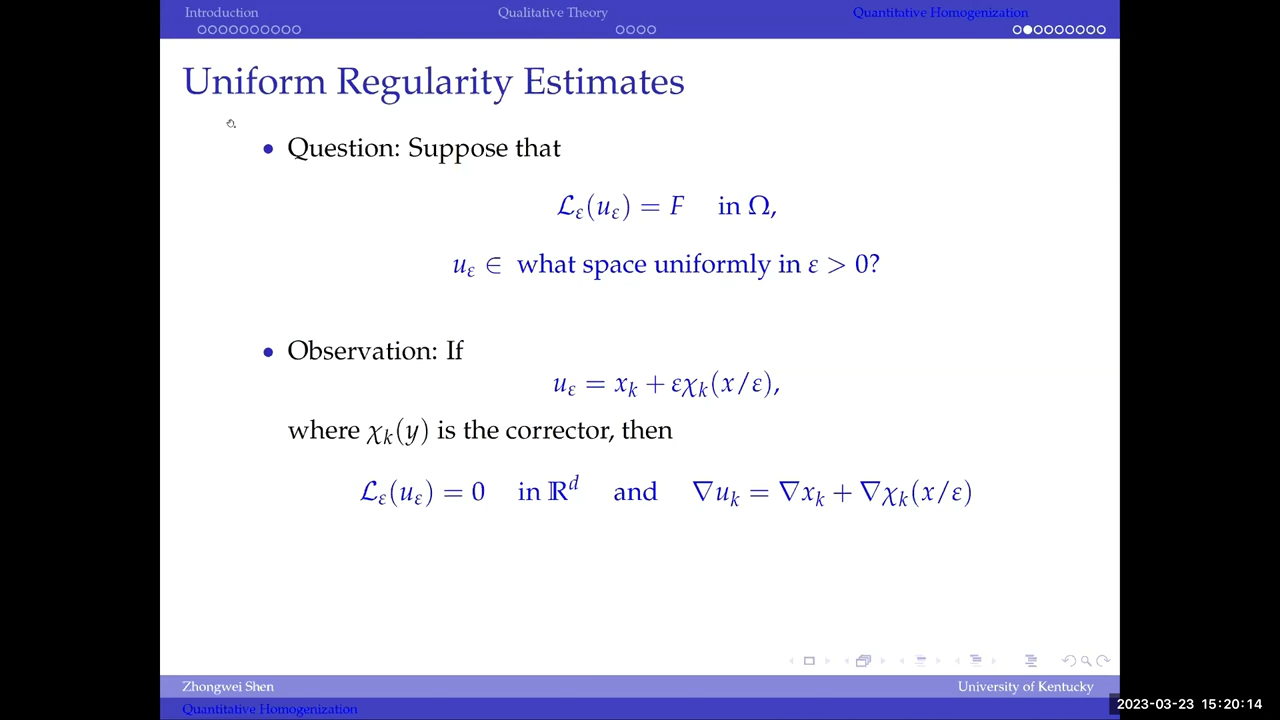 Introduction Qualitative Theory Quantitative Homogenization
Uniform Regularity Estimates
• Question: Suppose that
ℒ_ε(u_ε) = F in Ω,
u_ε ∈ what space uniformly in ε > 0?
• Observation: If
u_ε = x_k + εχ_k(x/ε),
where χ_k(y) is the corrector, then
ℒ_ε(u_ε) = 0 in ℝ^d and ∇u_k = ∇x_k + ∇χ_k(x/ε)
Zhongwei Shen University of Kentucky
Quantitative Homogenization
2023-03-23 15:20:14